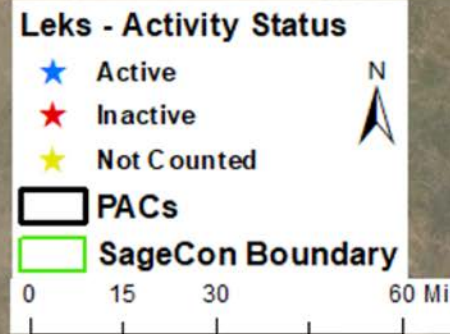 Leks - Activity Status
Active
N
Inactive
Not Counted
PACs
SageCon Boundary
0 15 30 60 Mi